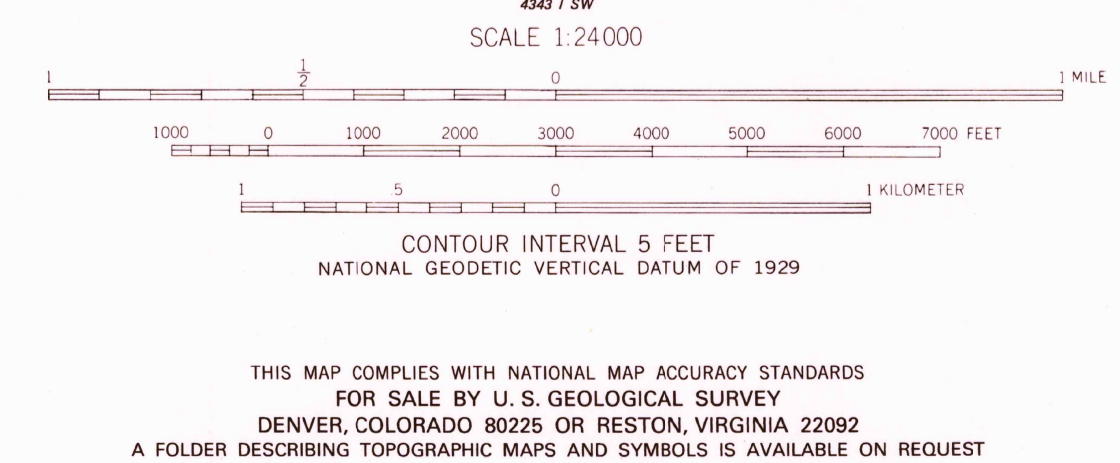 4343 I SW
SCALE 1:24000
1 1/2 0 1 MILE
1000 0 1000 2000 3000 4000 5000 6000 7000 FEET
1 .5 0 1 KILOMETER
CONTOUR INTERVAL 5 FEET
NATIONAL GEODETIC VERTICAL DATUM OF 1929
THIS MAP COMPLIES WITH NATIONAL MAP ACCURACY STANDARDS
FOR SALE BY U. S. GEOLOGICAL SURVEY
DENVER, COLORADO 80225 OR RESTON, VIRGINIA 22092
A FOLDER DESCRIBING TOPOGRAPHIC MAPS AND SYMBOLS IS AVAILABLE ON REQUEST